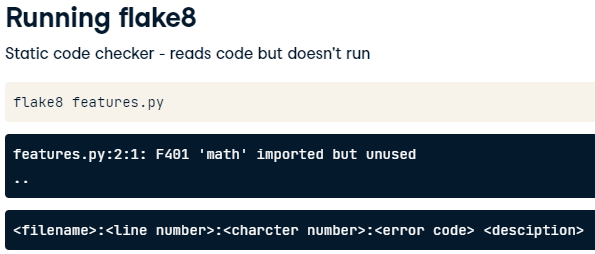 Running flake8
Static code checker - reads code but doesn't run
flake8 features.py
features.py:2:1: F401 'math' imported but unused
..
<filename>:<line number>:<charcter number>:<error code> <desciption>